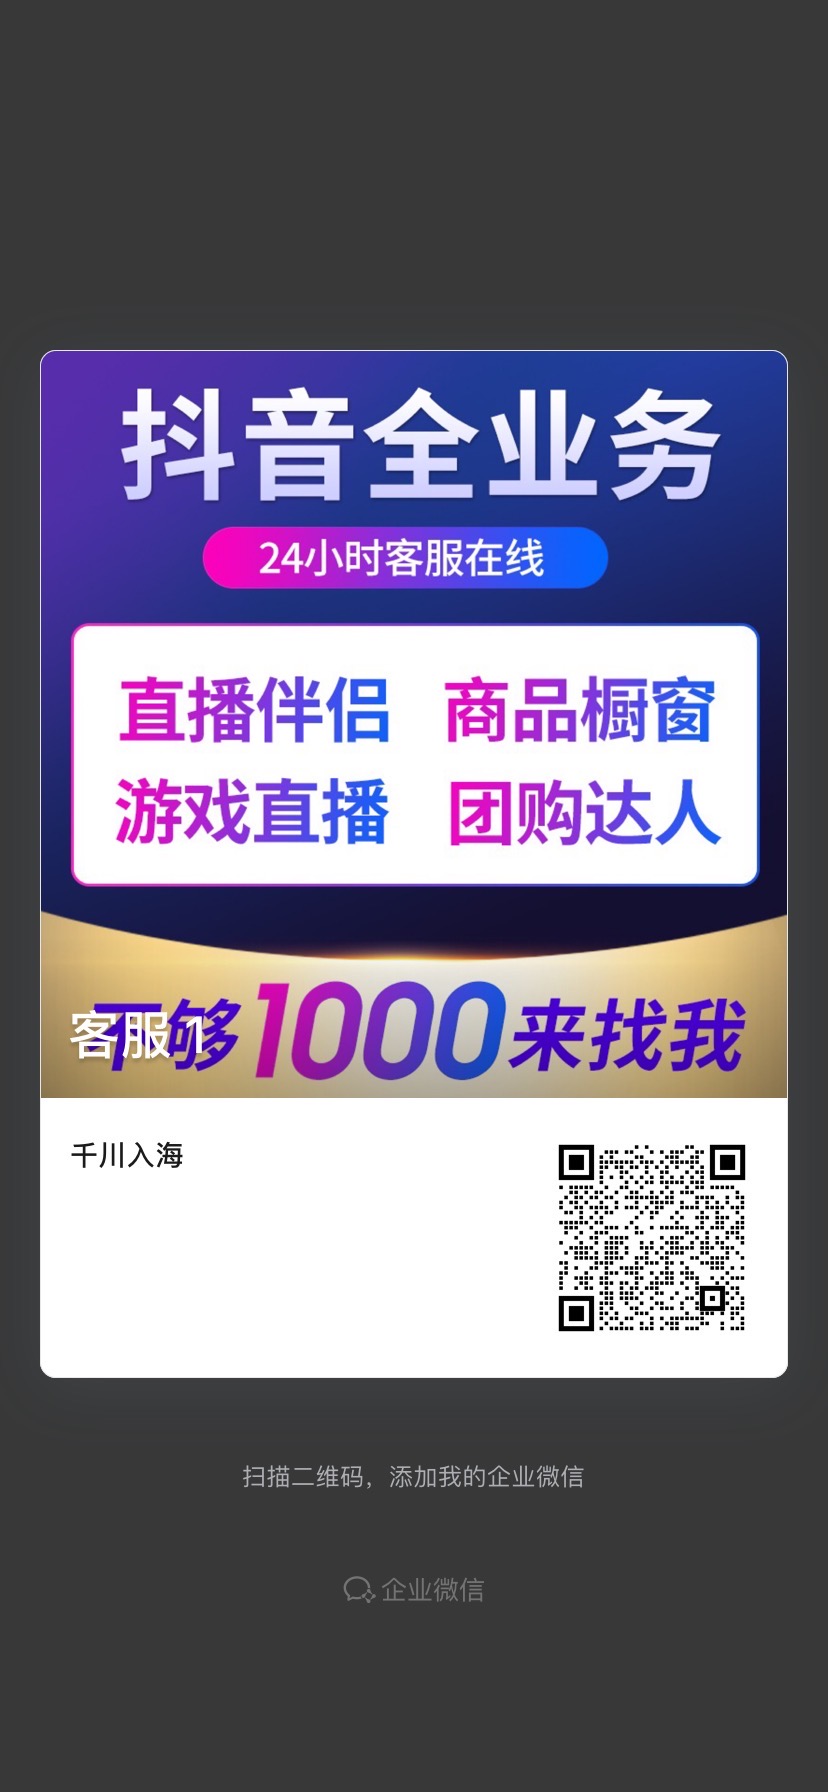 抖音全业务
24小时客服在线
直播伴侣 商品橱窗
游戏直播 团购达人
不够1000来找我
客服1
千川入海
扫描二维码，添加我的企业微信
企业微信